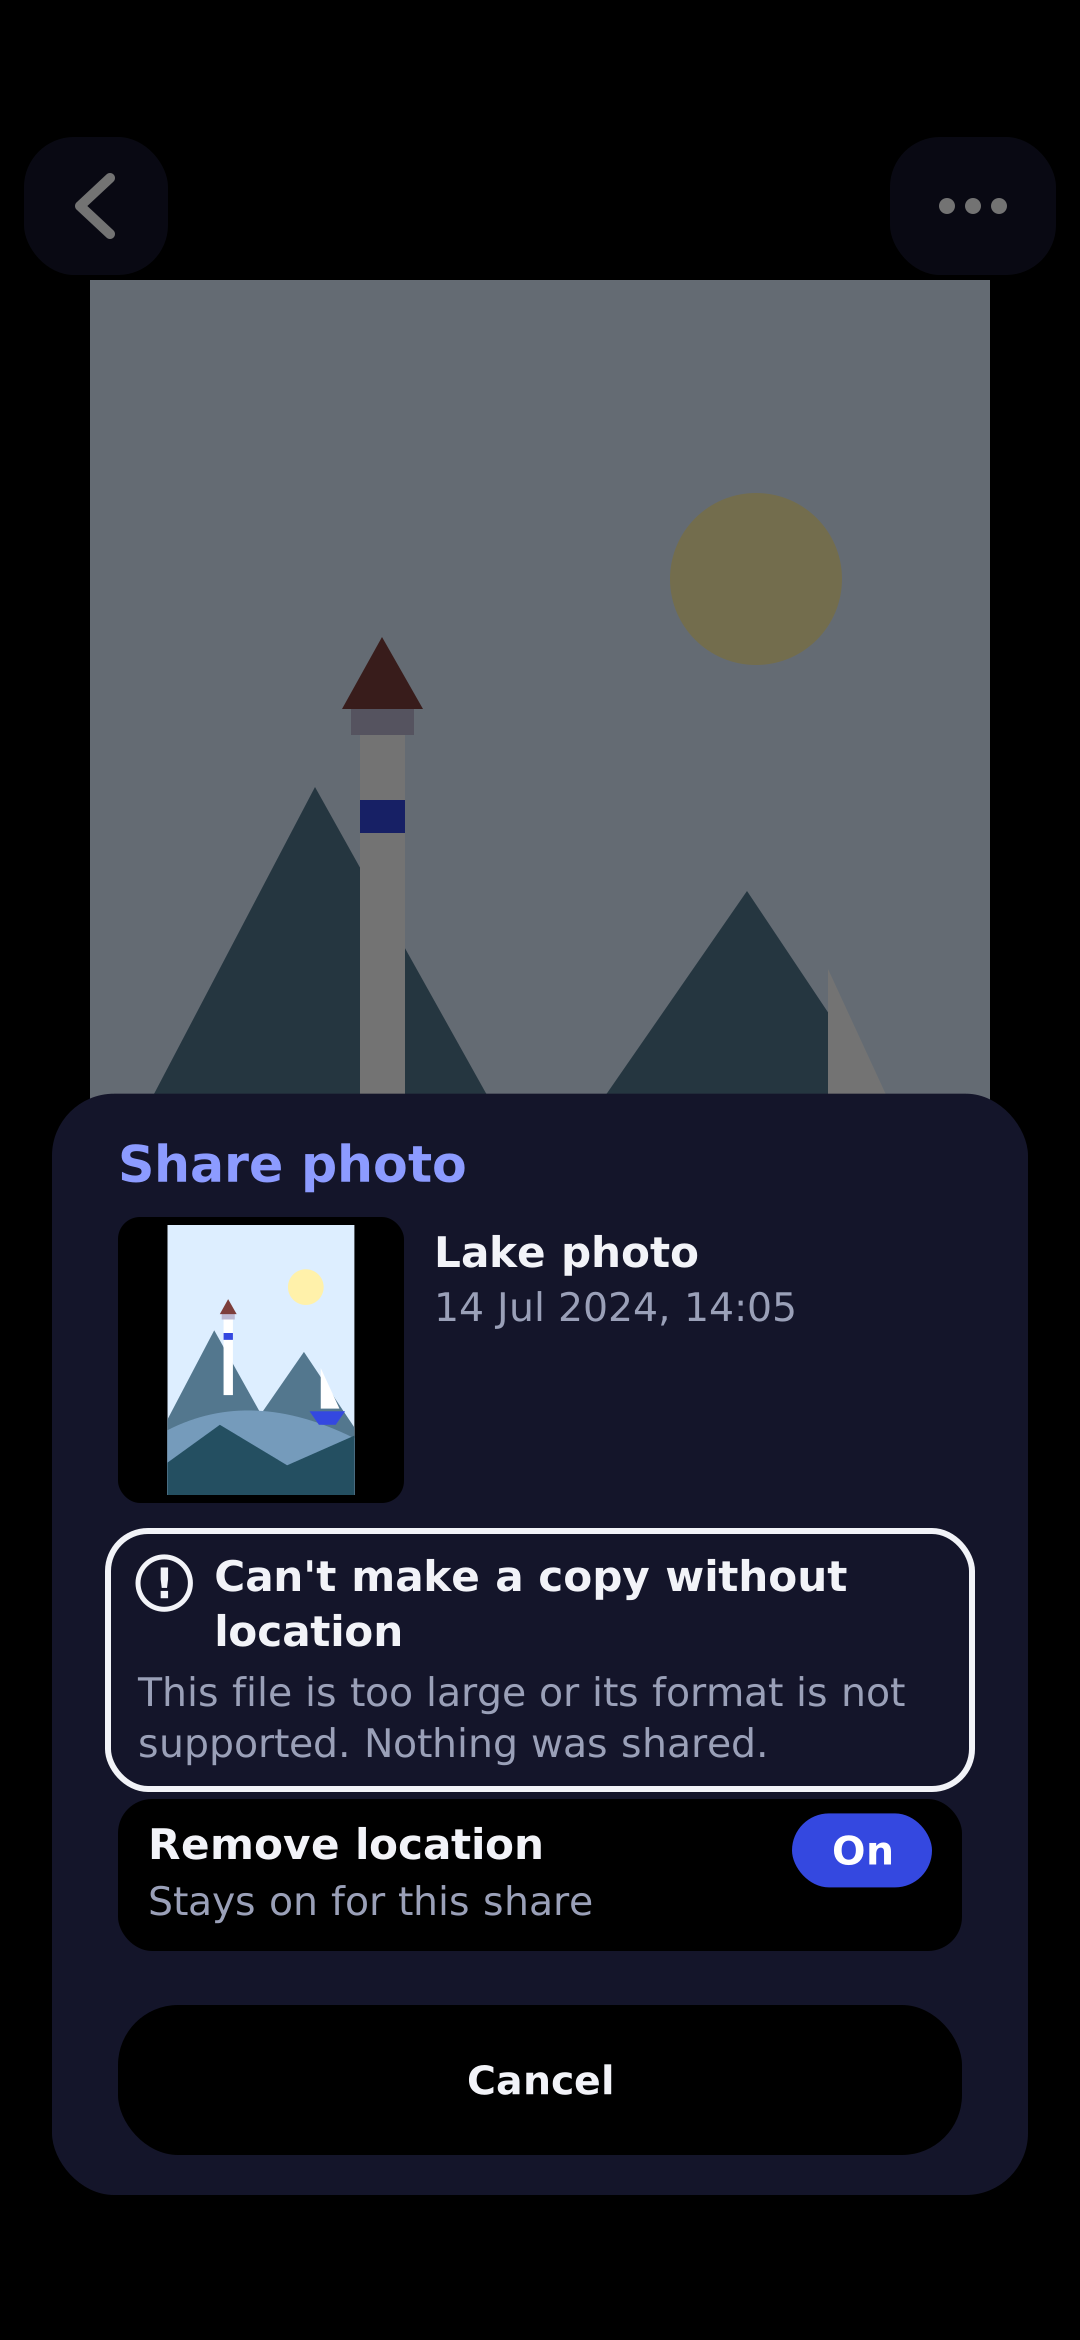 Share photo
Lake photo
14 Jul 2024, 14:05
Can't make a copy without
location
This file is too large or its format is not
supported. Nothing was shared.
Remove location
On
Stays on for this share
Cancel